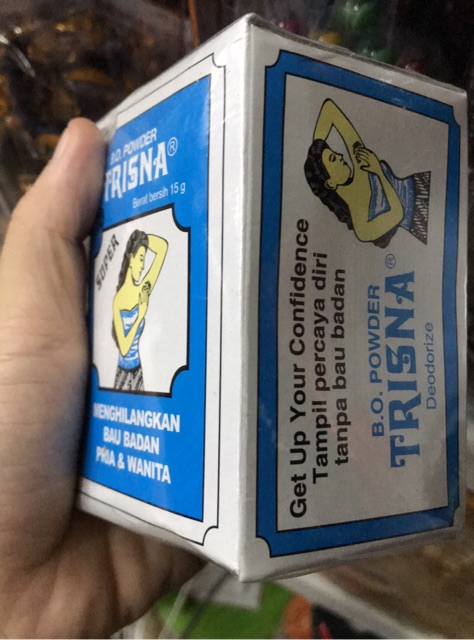 B.O. POWDER
TRISNA®
Berat bersih 15 g
SUPER
MENGHILANGKAN
BAU BADAN
PRIA & WANITA
Get Up Your Confidence
Tampil percaya diri
tanpa bau badan
B.O. POWDER
TRISNA®
Deodorize